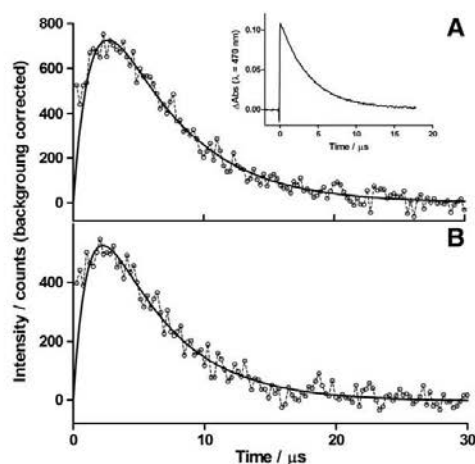 800
600
400
200
0
A
0.10
0.05
0.00
ΔAbs (λ = 470 nm)
0 5 10 15 20
Time / μs
Intensity / counts (backgroung corrected)
B
400
200
0
0 10 20 30
Time / μs